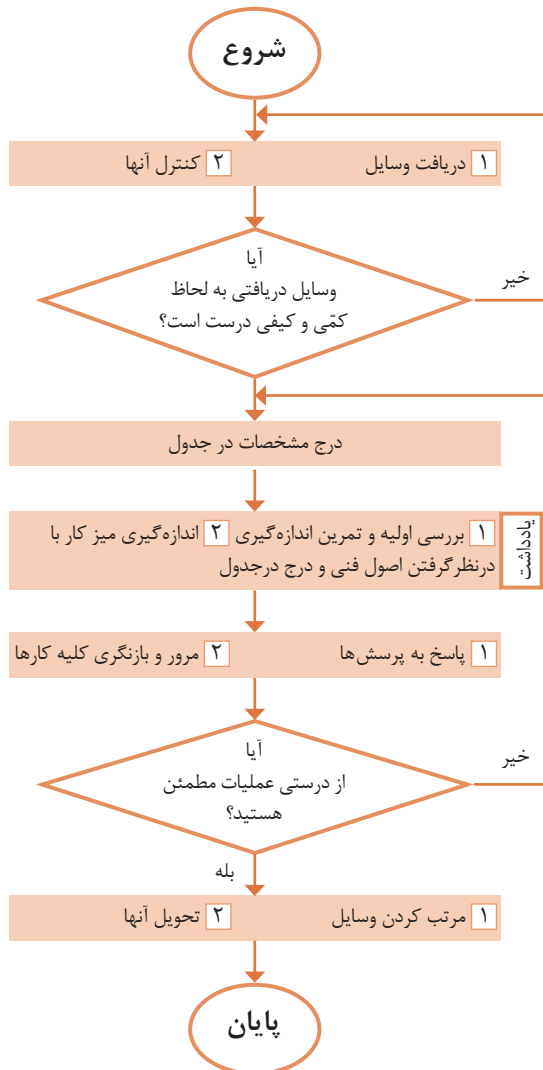 شروع
۱ دریافت وسایل ۲ کنترل آنها
آیا
وسایل دریافتی به لحاظ
کمّی و کیفی درست است؟
خیر
درج مشخصات در جدول
یادداشت
۱ بررسی اولیه و تمرین اندازه‌گیری ۲ اندازه‌گیری میز کار با
درنظرگرفتن اصول فنی و درج درجدول
۱ پاسخ به پرسش‌ها ۲ مرور و بازنگری کلیه کارها
آیا
از درستی عملیات مطمئن
هستید؟
خیر
بله
۱ مرتب کردن وسایل ۲ تحویل آنها
پایان